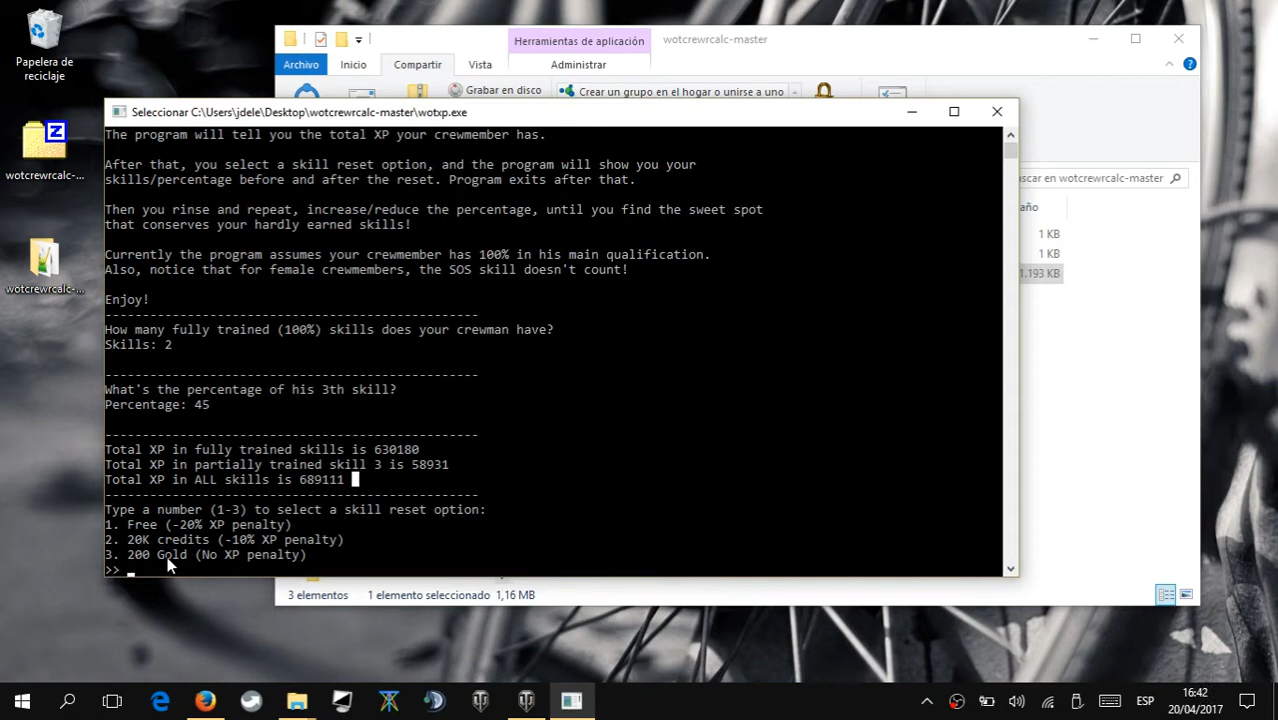 Papelera de
reciclaje
wotcrewrcalc-...
wotcrewrcalc-...
Herramientas de aplicación
wotcrewrcalc-master
Archivo
Inicio
Compartir
Vista
Administrar
Grabar en disco
Crear un grupo en el hogar o unirse a uno
Seleccionar C:\Users\jdele\Desktop\wotcrewrcalc-master\wotxp.exe
The program will tell you the total XP your crewmember has.
After that, you select a skill reset option, and the program will show you your
skills/percentage before and after the reset. Program exits after that.
Then you rinse and repeat, increase/reduce the percentage, until you find the sweet spot
that conserves your hardly earned skills!
Currently the program assumes your crewmember has 100% in his main qualification.
Also, notice that for female crewmembers, the SOS skill doesn't count!
Enjoy!
--------------------------------------------------
How many fully trained (100%) skills does your crewman have?
Skills: 2
--------------------------------------------------
What's the percentage of his 3th skill?
Percentage: 45
--------------------------------------------------
Total XP in fully trained skills is 630180
Total XP in partially trained skill 3 is 58931
Total XP in ALL skills is 689111
--------------------------------------------------
Type a number (1-3) to select a skill reset option:
1. Free (-20% XP penalty)
2. 20K credits (-10% XP penalty)
3. 200 Gold (No XP penalty)
>>
scar en wotcrewrcalc-master
año
1 KB
1 KB
1.193 KB
3 elementos
1 elemento seleccionado 1,16 MB
ESP
16:42
20/04/2017